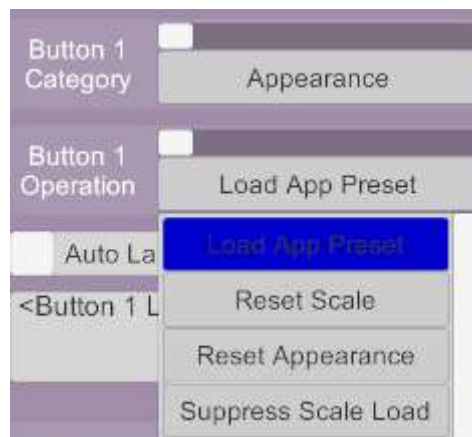 Button 1
Category
Appearance
Button 1
Operation
Load App Preset
Auto La
Load App Preset
<Button 1 L
Reset Scale
Reset Appearance
Suppress Scale Load